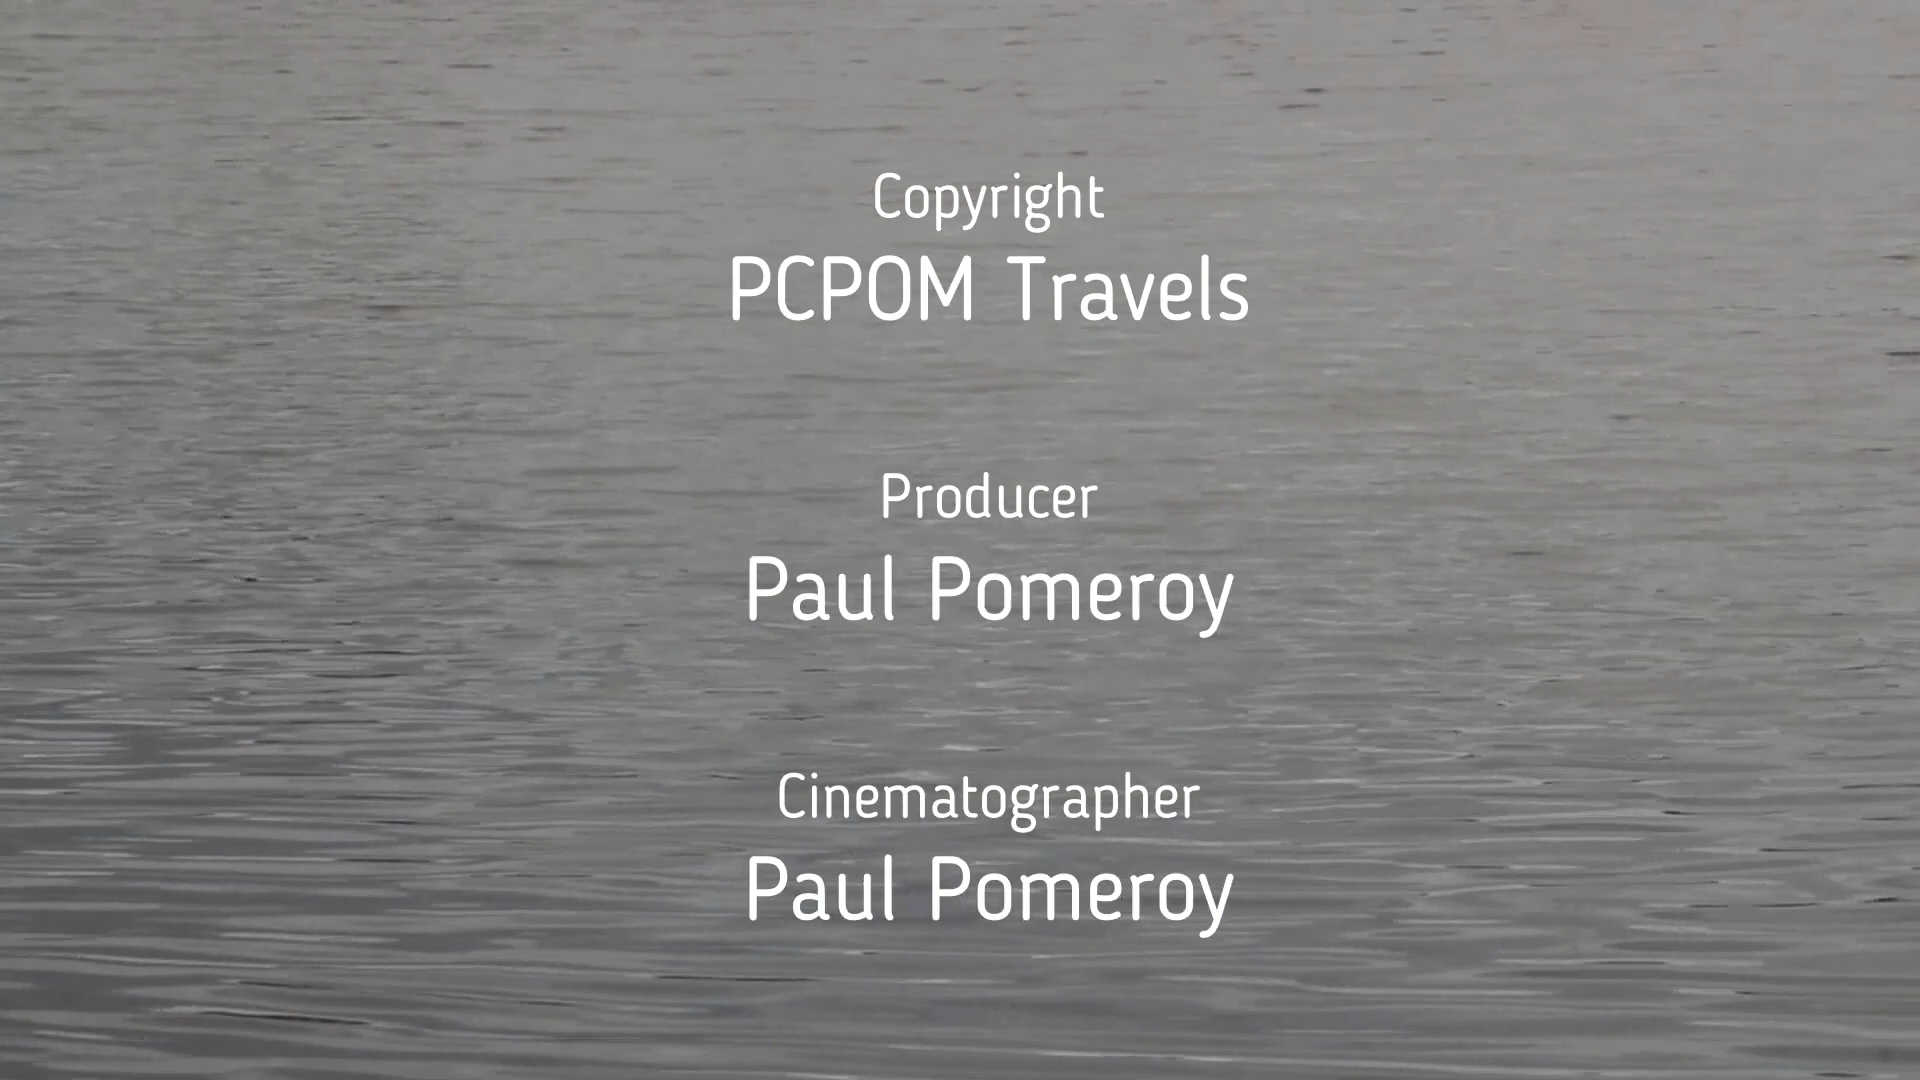 Copyright
PCPOM Travels
Producer
Paul Pomeroy
Cinematographer
Paul Pomeroy